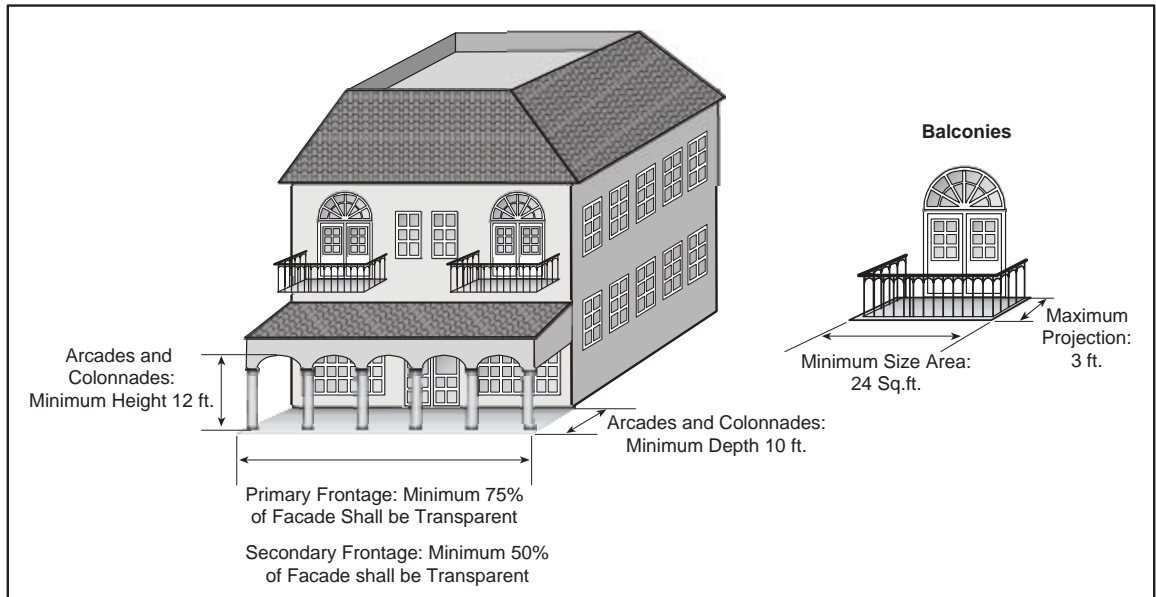 Balconies
Maximum
Projection:
3 ft.
Minimum Size Area:
24 Sq.ft.
Arcades and
Colonnades:
Minimum Height 12 ft.
Arcades and Colonnades:
Minimum Depth 10 ft.
Primary Frontage: Minimum 75%
of Facade Shall be Transparent
Secondary Frontage: Minimum 50%
of Facade shall be Transparent